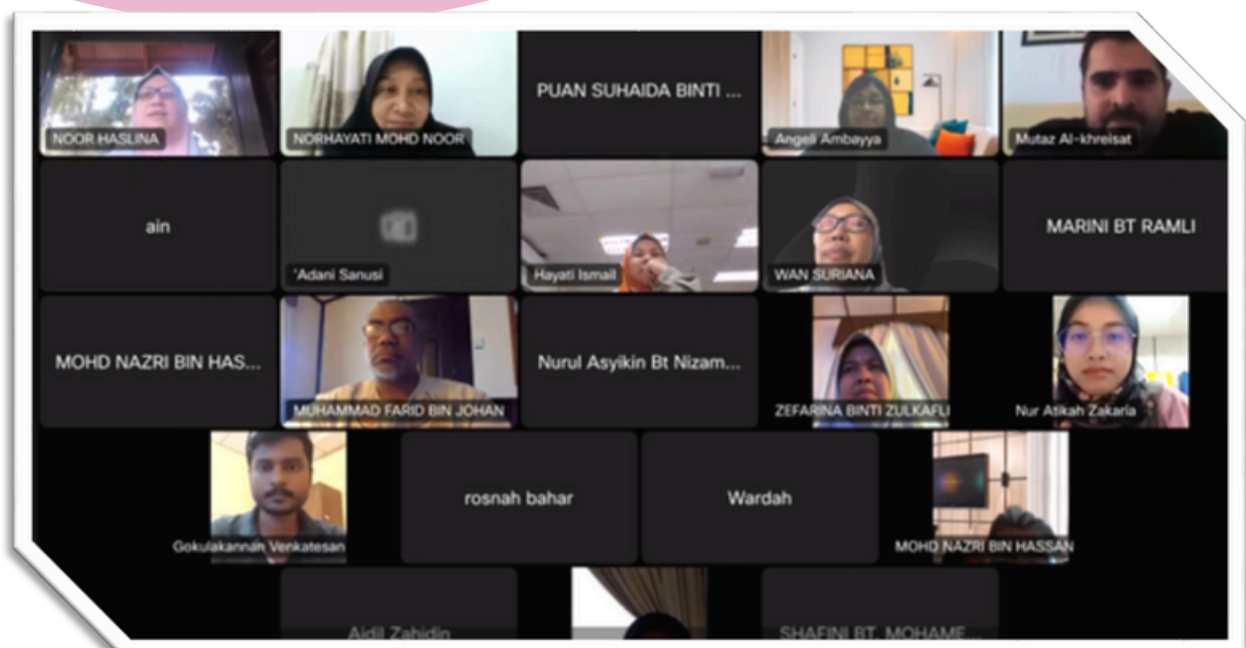 NOOR HASLINA
NORHAYATI MOHD NOOR
PUAN SUHAIDA BINTI ...
Angeli Ambayya
Mutaz Al-khreisat
ain
'Adani Sanusi
Hayati Ismail
WAN SURIANA
MARINI BT RAMLI
MOHD NAZRI BIN HAS...
MUHAMMAD FARID BIN JOHAN
Nurul Asyikin Bt Nizam...
ZEFARINA BINTI ZULKAFLI
Nur Atikah Zakaria
Gokulakannan Venkatesan
rosnah bahar
Wardah
MOHD NAZRI BIN HASSAN
Aidil Zahidin
SHAFINI BT. MOHAME...